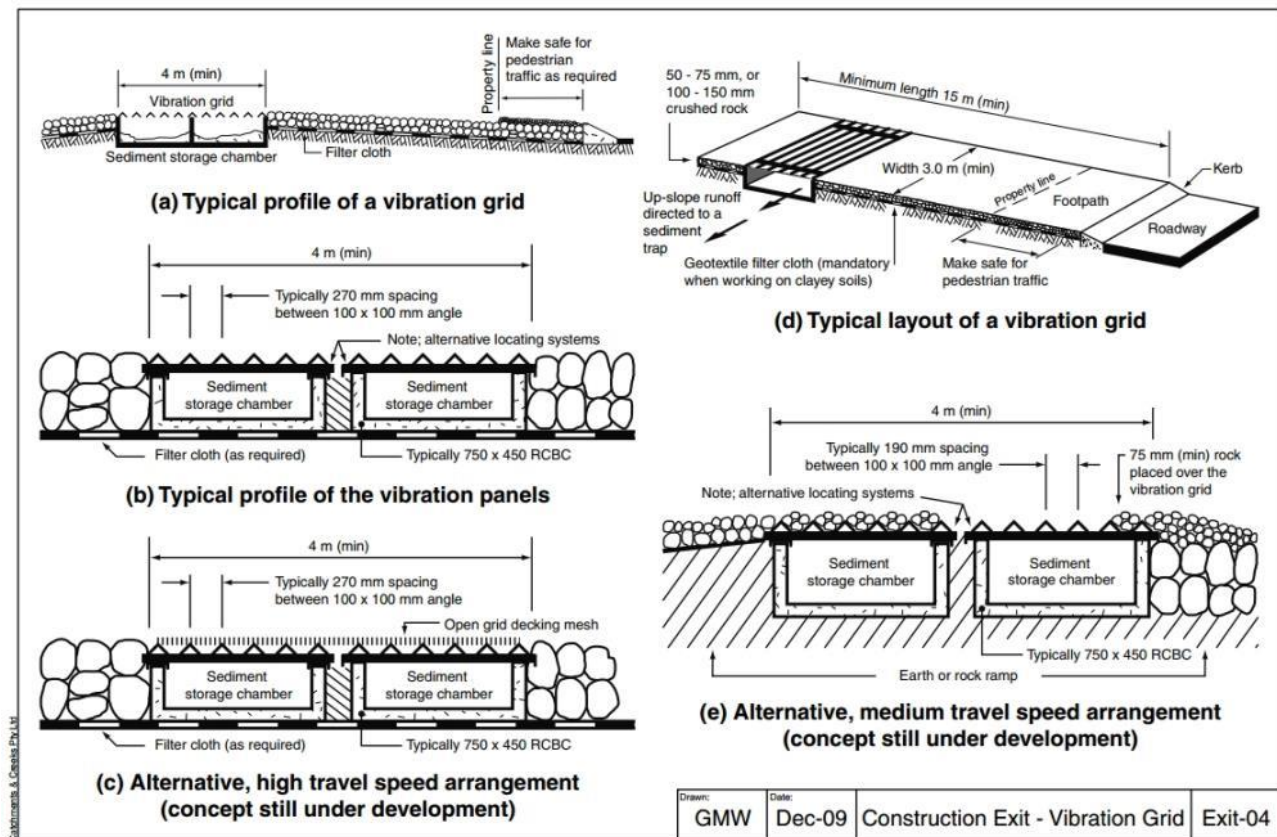 4 m (min)
Vibration grid
Property line
Make safe for
pedestrian
traffic as required
Filter cloth
Sediment storage chamber
(a) Typical profile of a vibration grid
4 m (min)
Typically 270 mm spacing
between 100 x 100 mm angle
Note; alternative locating systems
Sediment
storage chamber
Sediment
storage chamber
Filter cloth (as required)
Typically 750 x 450 RCBC
(b) Typical profile of the vibration panels
4 m (min)
Typically 270 mm spacing
between 100 x 100 mm angle
Open grid decking mesh
Sediment
storage chamber
Sediment
storage chamber
Filter cloth (as required)
Typically 750 x 450 RCBC
(c) Alternative, high travel speed arrangement
(concept still under development)
50 - 75 mm, or
100 - 150 mm
crushed rock
Minimum length 15 m (min)
Width 3.0 m (min)
Property line
Footpath
Kerb
Roadway
Up-slope runoff
directed to a
sediment
trap
Geotextile filter cloth (mandatory
when working on clayey soils)
Make safe for
pedestrian traffic
(d) Typical layout of a vibration grid
4 m (min)
Typically 190 mm spacing
between 100 x 100 mm angle
75 mm (min) rock
placed over the
vibration grid
Note; alternative locating systems
Sediment
storage chamber
Sediment
storage chamber
Typically 750 x 450 RCBC
Earth or rock ramp
(e) Alternative, medium travel speed arrangement
(concept still under development)
Catchments & Creeks Pty Ltd
Drawn:
GMW
Date:
Dec-09
Construction Exit - Vibration Grid
Exit-04